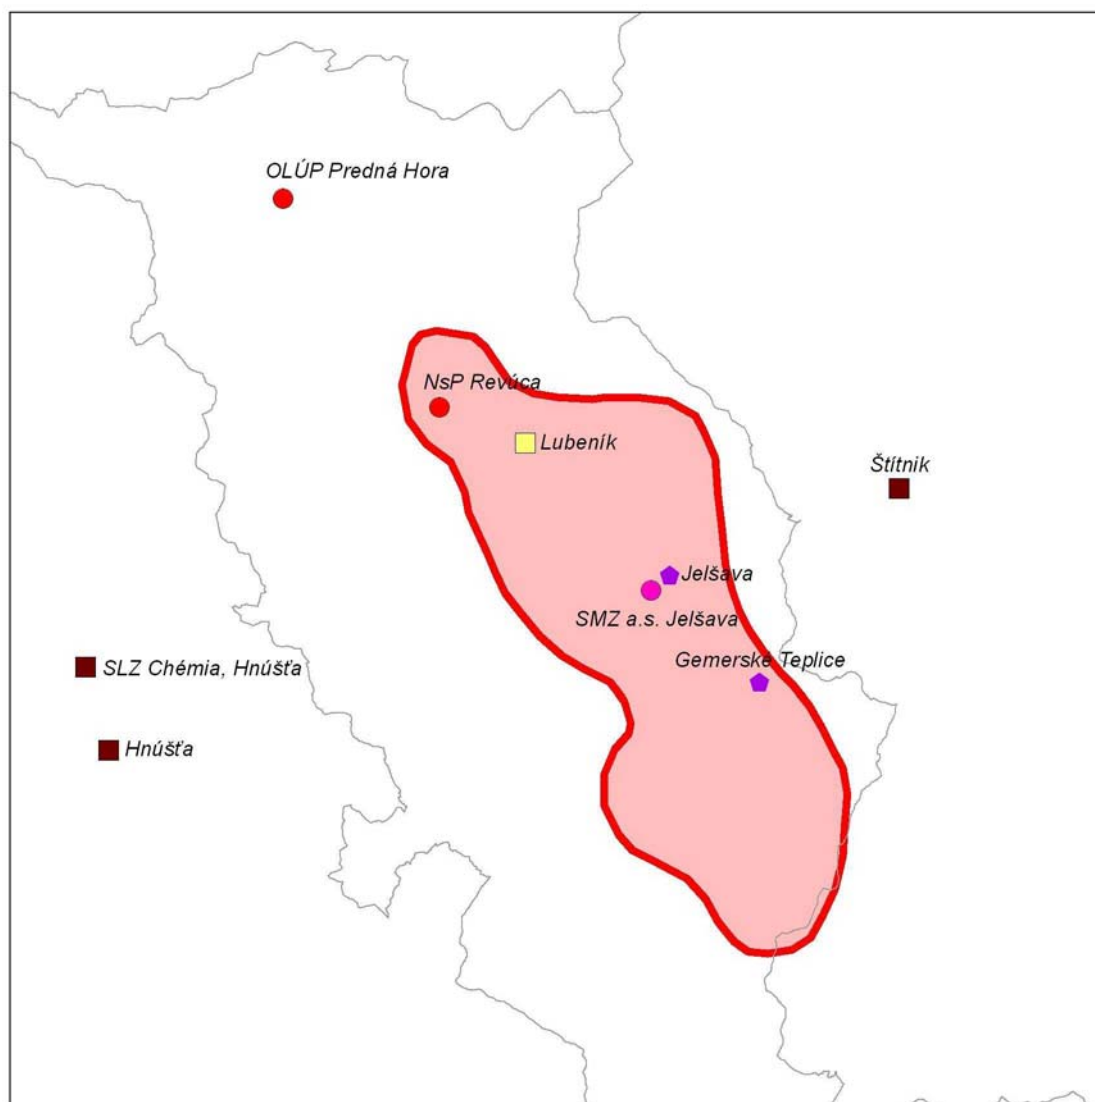 OLÚP Predná Hora
NsP Revúca
Lubeník
Štítnik
Jelšava
SMZ a.s. Jelšava
Gemerské Teplice
SLZ Chémia, Hnúšťa
Hnúšťa